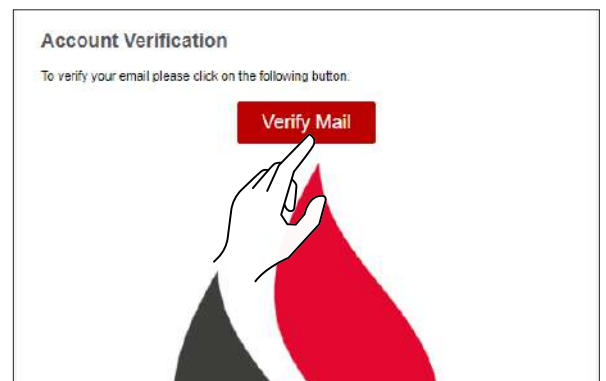 Account Verification
To verify your email please click on the following button.
Verify Mail